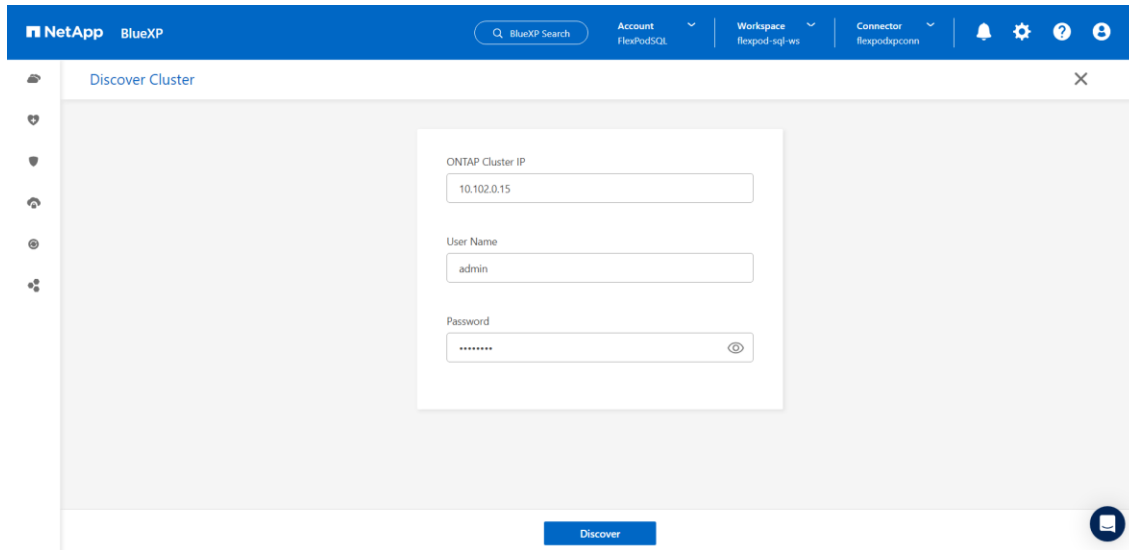 NetApp BlueXP
BlueXP Search
Account
FlexPodSQL
Workspace
flexpod-sql-ws
Connector
flexpodxpconn
Discover Cluster
ONTAP Cluster IP
10.102.0.15
User Name
admin
Password
••••••••
Discover